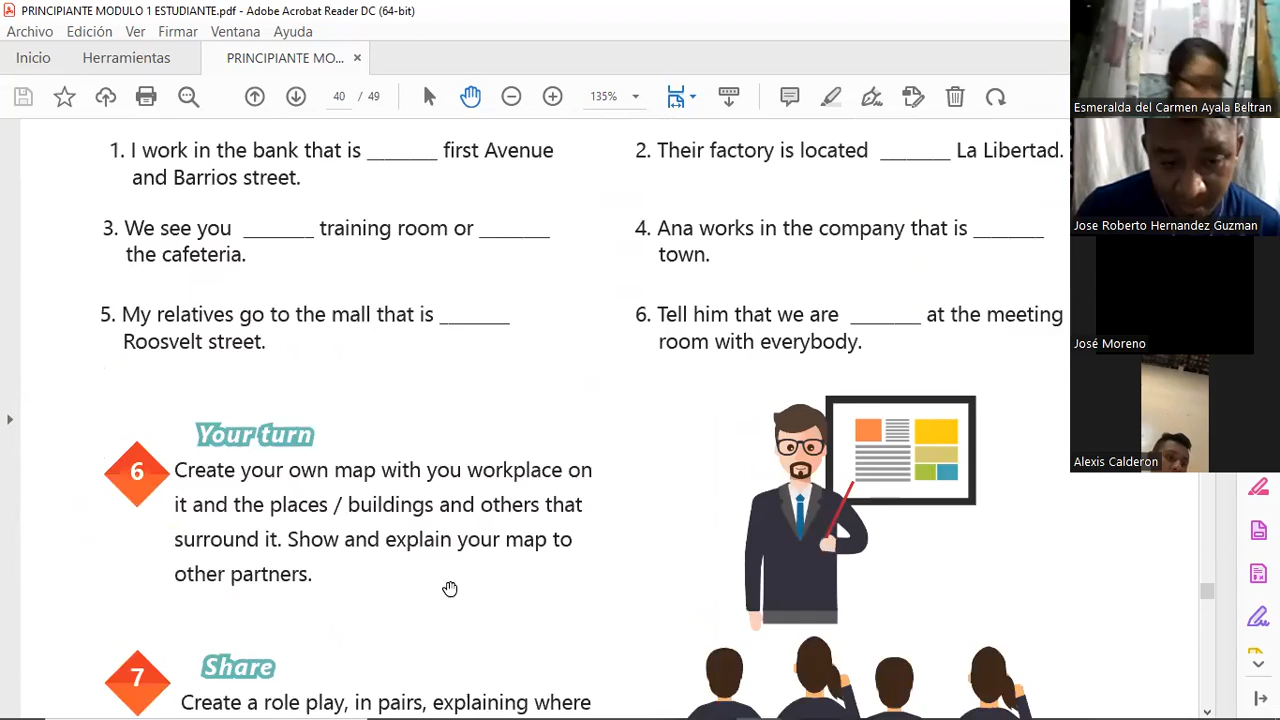 PRINCIPIANTE MODULO 1 ESTUDIANTE.pdf - Adobe Acrobat Reader DC (64-bit)
Archivo Edición Ver Firmar Ventana Ayuda
Inicio Herramientas PRINCIPIANTE MO... ×
40 / 49 135%
1. I work in the bank that is _______ first Avenue
and Barrios street.
2. Their factory is located _______ La Libertad.
3. We see you _______ training room or _______
the cafeteria.
4. Ana works in the company that is _______
town.
5. My relatives go to the mall that is _______
Roosvelt street.
6. Tell him that we are _______ at the meeting
room with everybody.
Your turn
6
Create your own map with you workplace on
it and the places / buildings and others that
surround it. Show and explain your map to
other partners.
Share
7
Create a role play, in pairs, explaining where
Esmeralda del Carmen Ayala Beltran
Jose Roberto Hernandez Guzman
José Moreno
Alexis Calderon